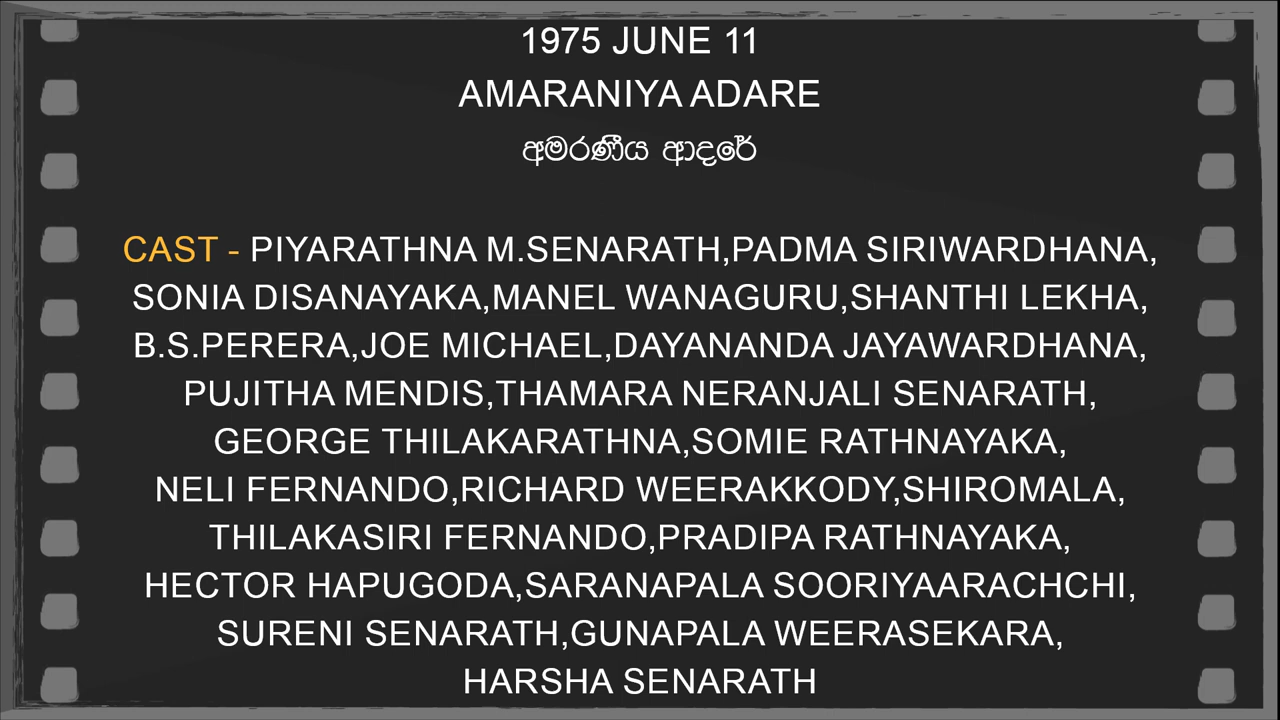 1975 JUNE 11
AMARANIYA ADARE
අමරණීය ආදරේ
CAST - PIYARATHNA M.SENARATH,PADMA SIRIWARDHANA,
SONIA DISANAYAKA,MANEL WANAGURU,SHANTHI LEKHA,
B.S.PERERA,JOE MICHAEL,DAYANANDA JAYAWARDHANA,
PUJITHA MENDIS,THAMARA NERANJALI SENARATH,
GEORGE THILAKARATHNA,SOMIE RATHNAYAKA,
NELI FERNANDO,RICHARD WEERAKKODY,SHIROMALA,
THILAKASIRI FERNANDO,PRADIPA RATHNAYAKA,
HECTOR HAPUGODA,SARANAPALA SOORIYAARACHCHI,
SURENI SENARATH,GUNAPALA WEERASEKARA,
HARSHA SENARATH